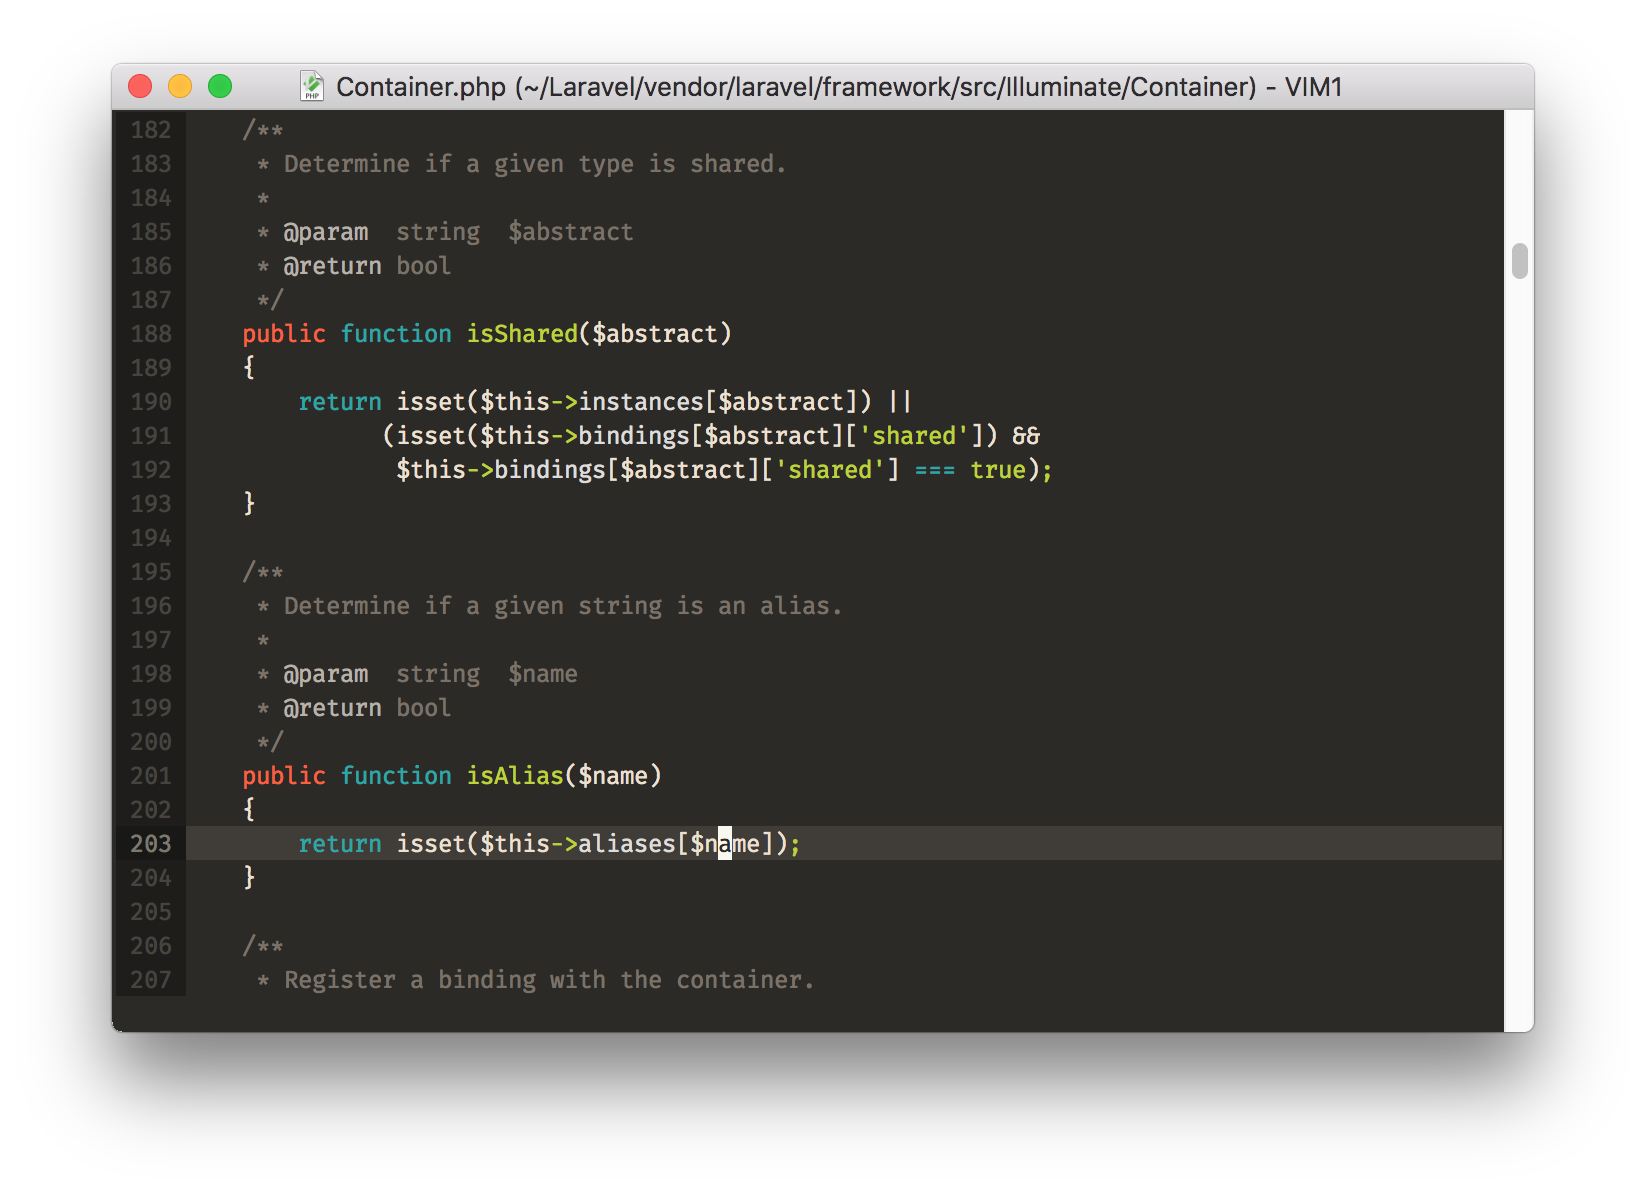 PHP
Container.php (~/Laravel/vendor/laravel/framework/src/Illuminate/Container) - VIM1
182     /**
183      * Determine if a given type is shared.
184      *
185      * @param  string  $abstract
186      * @return bool
187      */
188     public function isShared($abstract)
189     {
190         return isset($this->instances[$abstract]) ||
191               (isset($this->bindings[$abstract]['shared']) &&
192                $this->bindings[$abstract]['shared'] === true);
193     }
194
195     /**
196      * Determine if a given string is an alias.
197      *
198      * @param  string  $name
199      * @return bool
200      */
201     public function isAlias($name)
202     {
203         return isset($this->aliases[$name]);
204     }
205
206     /**
207      * Register a binding with the container.